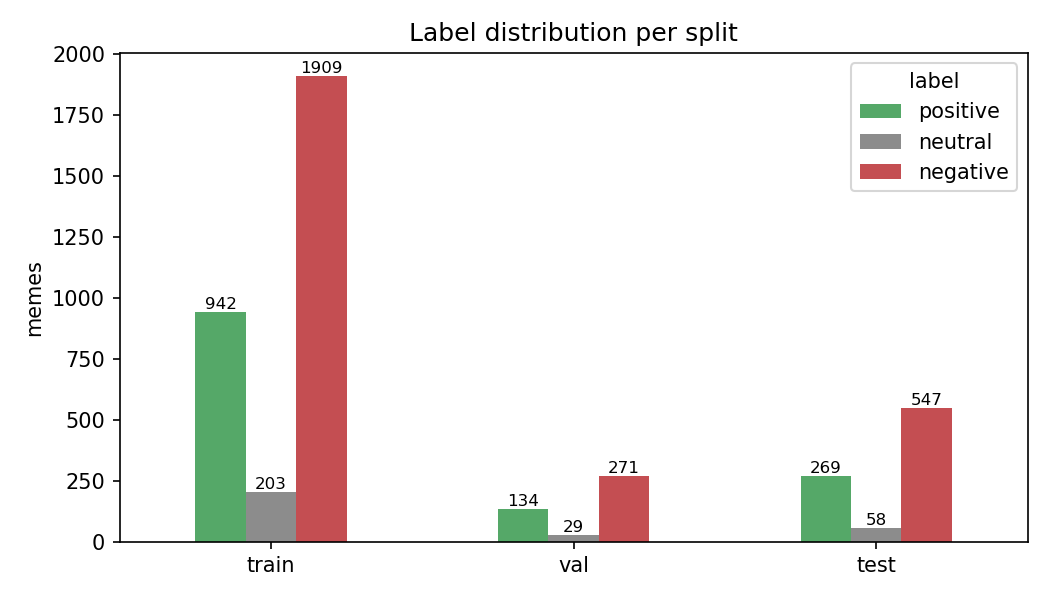 Label distribution per split
2000
1750
1500
1250
1000
750
500
250
0
memes
label
positive
neutral
negative
942
203
1909
134
29
271
269
58
547
train
val
test